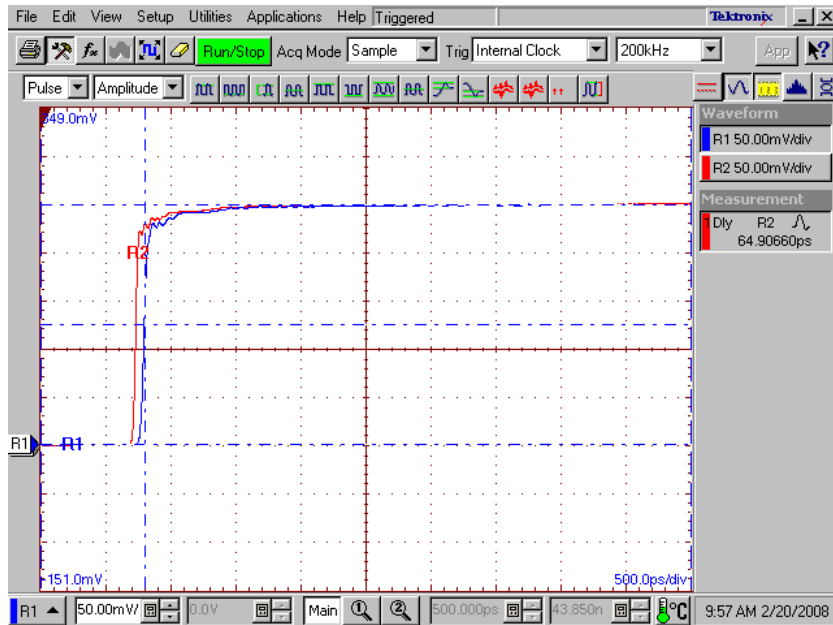 File Edit View Setup Utilities Applications Help Triggered Tektronix
Run/Stop Acq Mode Sample Trig Internal Clock 200kHz App
Pulse Amplitude
349.0mV
Waveform
R1 50.00mV/div
R2 50.00mV/div
Measurement
1 Dly R2
64.90660ps
R2
R1 R1
-151.0mV 500.0ps/div
R1 50.00mV/ 0.0V Main 1 2 500.000ps 43.850n °C 9:57 AM 2/20/2008